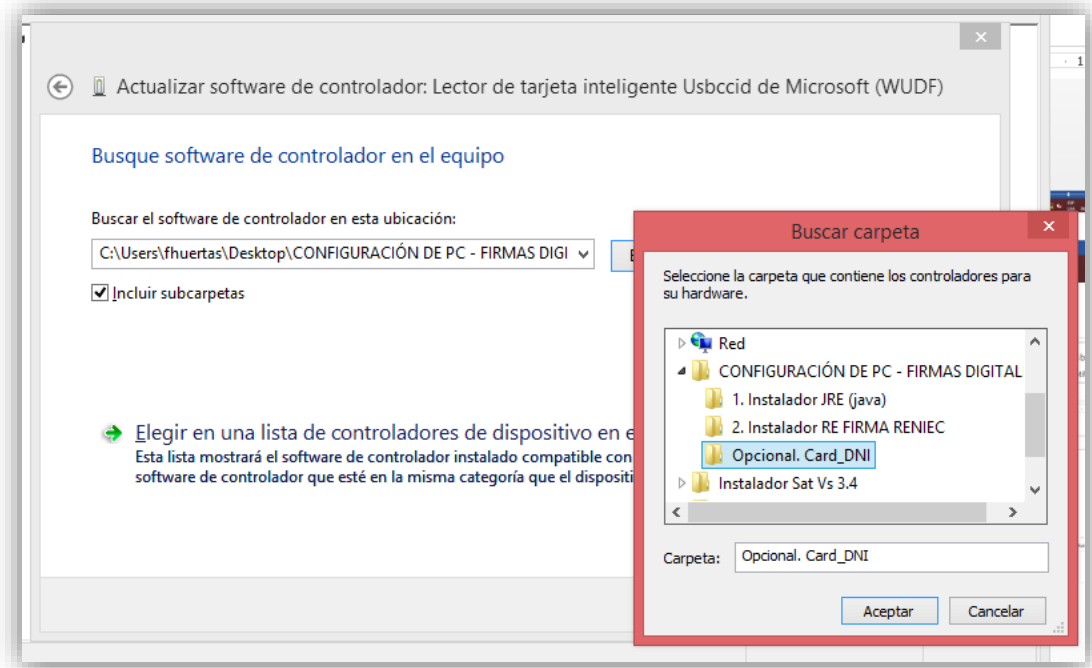 Actualizar software de controlador: Lector de tarjeta inteligente Usbccid de Microsoft (WUDF)
Busque software de controlador en el equipo
Buscar el software de controlador en esta ubicación:
C:\Users\fhuertas\Desktop\CONFIGURACIÓN DE PC - FIRMAS DIGI
Incluir subcarpetas
Elegir en una lista de controladores de dispositivo en e
Esta lista mostrará el software de controlador instalado compatible con
software de controlador que esté en la misma categoría que el dispositi
Buscar carpeta
Seleccione la carpeta que contiene los controladores para
su hardware.
Red
CONFIGURACIÓN DE PC - FIRMAS DIGITAL
1. Instalador JRE (java)
2. Instalador RE FIRMA RENIEC
Opcional. Card_DNI
Instalador Sat Vs 3.4
Carpeta: Opcional. Card_DNI
Aceptar Cancelar